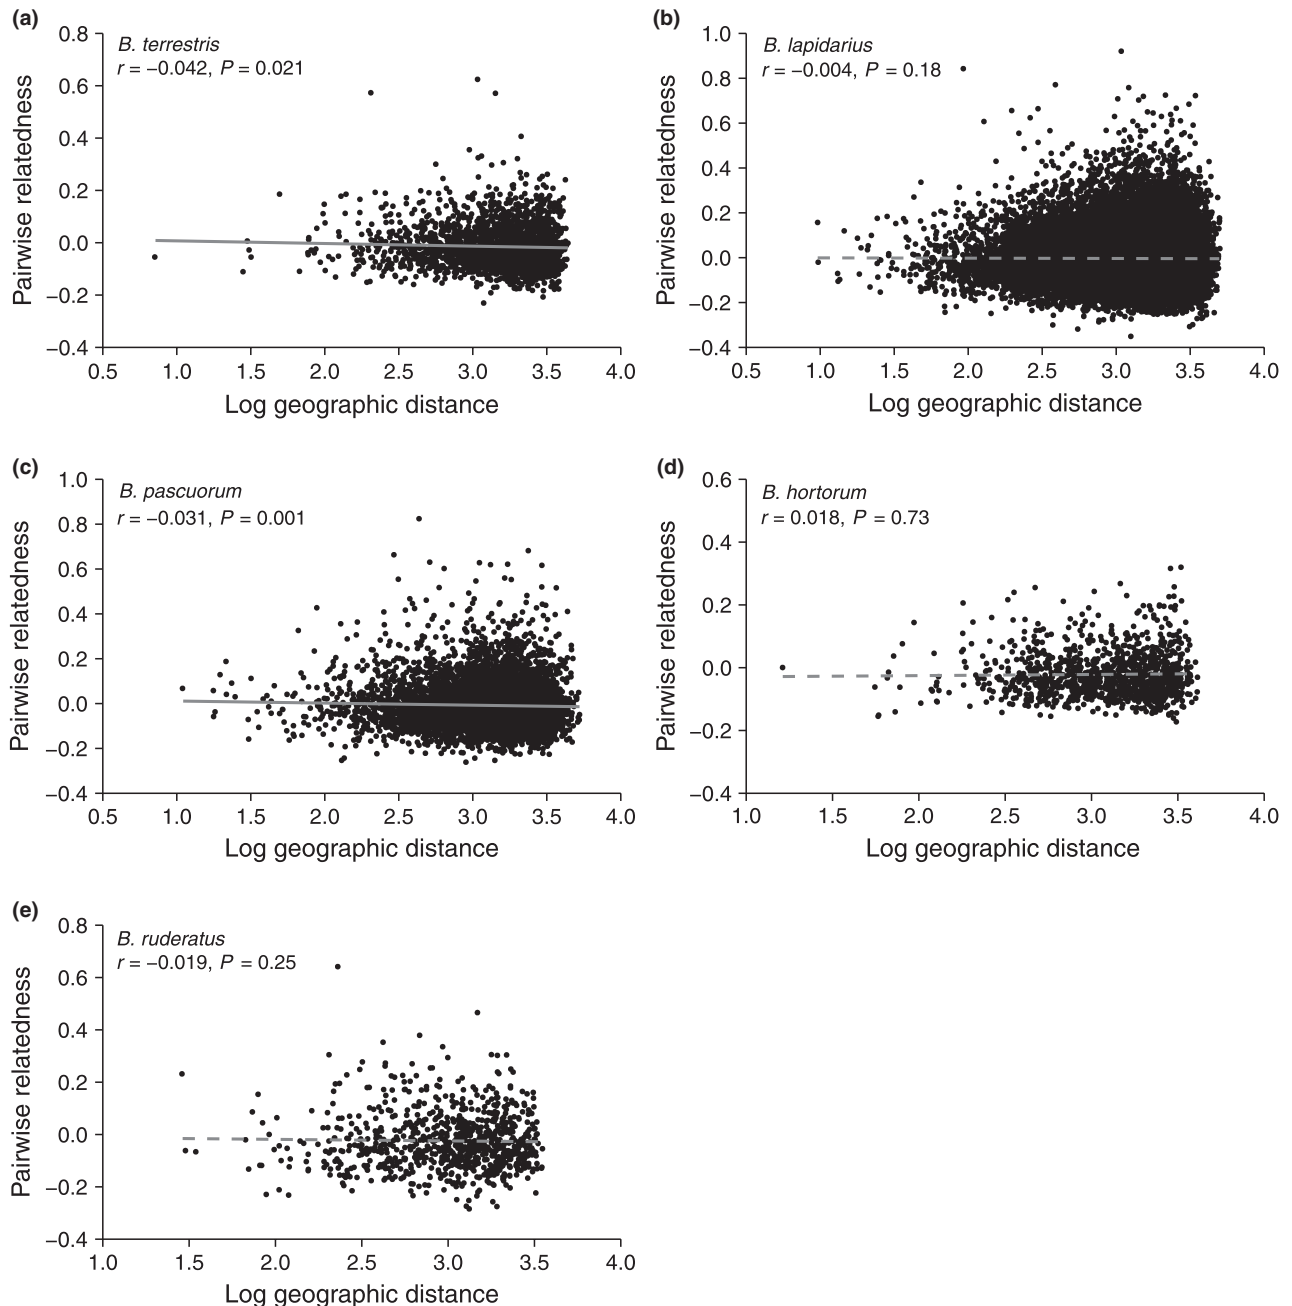 (a)
0.8
0.6
0.4
0.2
0.0
−0.2
−0.4
Pairwise relatedness
B. terrestris
r = −0.042, P = 0.021
0.5 1.0 1.5 2.0 2.5 3.0 3.5 4.0
Log geographic distance
(b)
1.0
0.8
0.6
0.4
0.2
0.0
−0.2
−0.4
Pairwise relatedness
B. lapidarius
r = −0.004, P = 0.18
0.5 1.0 1.5 2.0 2.5 3.0 3.5 4.0
Log geographic distance
(c)
1.0
0.8
0.6
0.4
0.2
0.0
−0.2
−0.4
Pairwise relatedness
B. pascuorum
r = −0.031, P = 0.001
0.5 1.0 1.5 2.0 2.5 3.0 3.5 4.0
Log geographic distance
(d)
0.6
0.4
0.2
0.0
−0.2
−0.4
Pairwise relatedness
B. hortorum
r = 0.018, P = 0.73
1.0 1.5 2.0 2.5 3.0 3.5 4.0
Log geographic distance
(e)
0.8
0.6
0.4
0.2
0.0
−0.2
−0.4
Pairwise relatedness
B. ruderatus
r = −0.019, P = 0.25
1.0 1.5 2.0 2.5 3.0 3.5 4.0
Log geographic distance